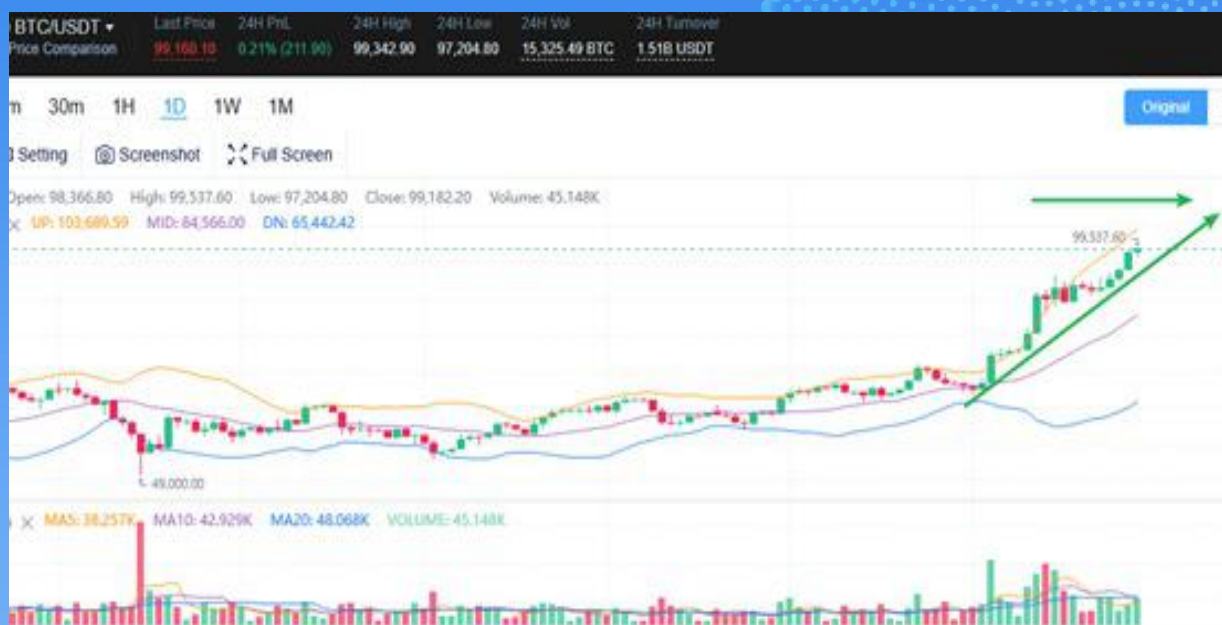 BTC/USDT ▾ Last Price 24H PnL 24H High 24H Low 24H Vol 24H Turnover
Price Comparison 99,160.10 0.21% (211.90) 99,342.90 97,204.80 15,325.49 BTC 1.51B USDT
m 30m 1H 1D 1W 1M Original
Setting Screenshot Full Screen
Open: 98,366.80 High: 99,537.60 Low: 97,204.80 Close: 99,182.20 Volume: 45.148K
UP: 103,689.59 MID: 84,566.00 DN: 65,442.42
99,537.60
49,000.00
MA5: 38.257K MA10: 42.929K MA20: 48.068K VOLUME: 45.148K